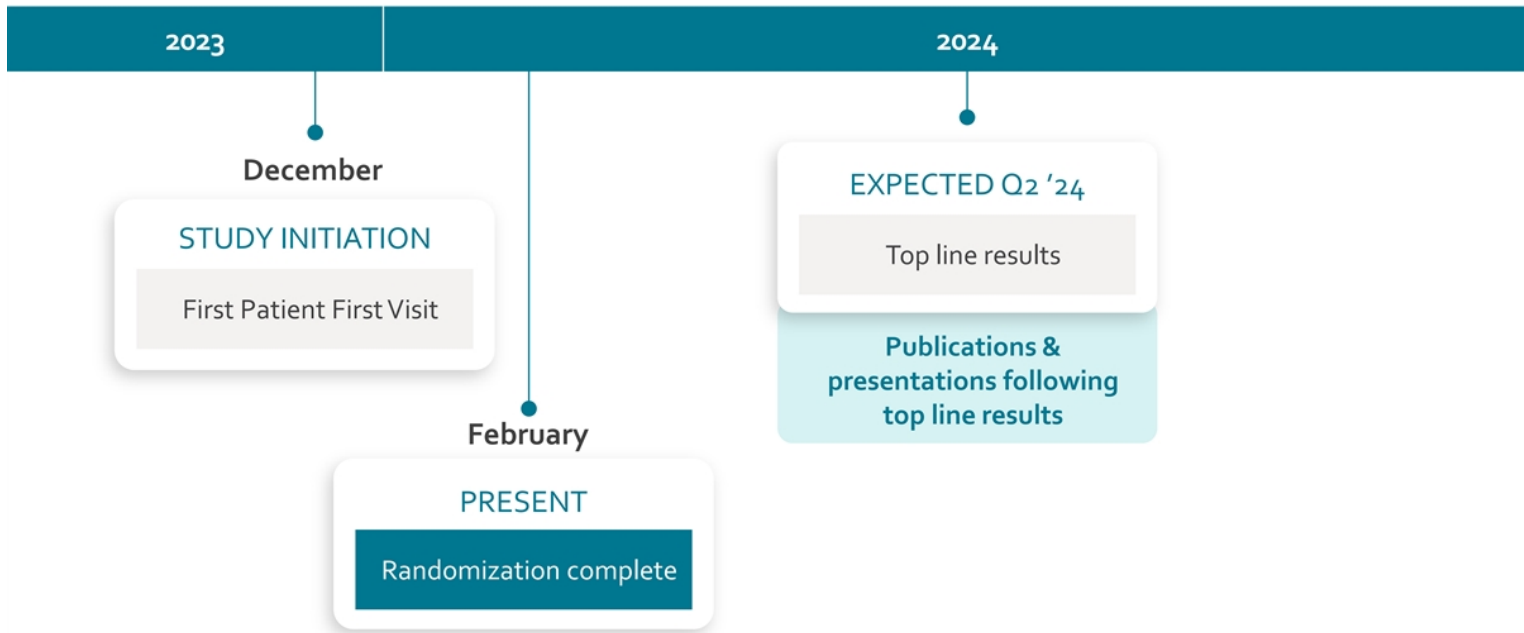 2023
2024
December
STUDY INITIATION
First Patient First Visit
February
PRESENT
Randomization complete
EXPECTED Q2 ‘24
Top line results
Publications &
presentations following
top line results